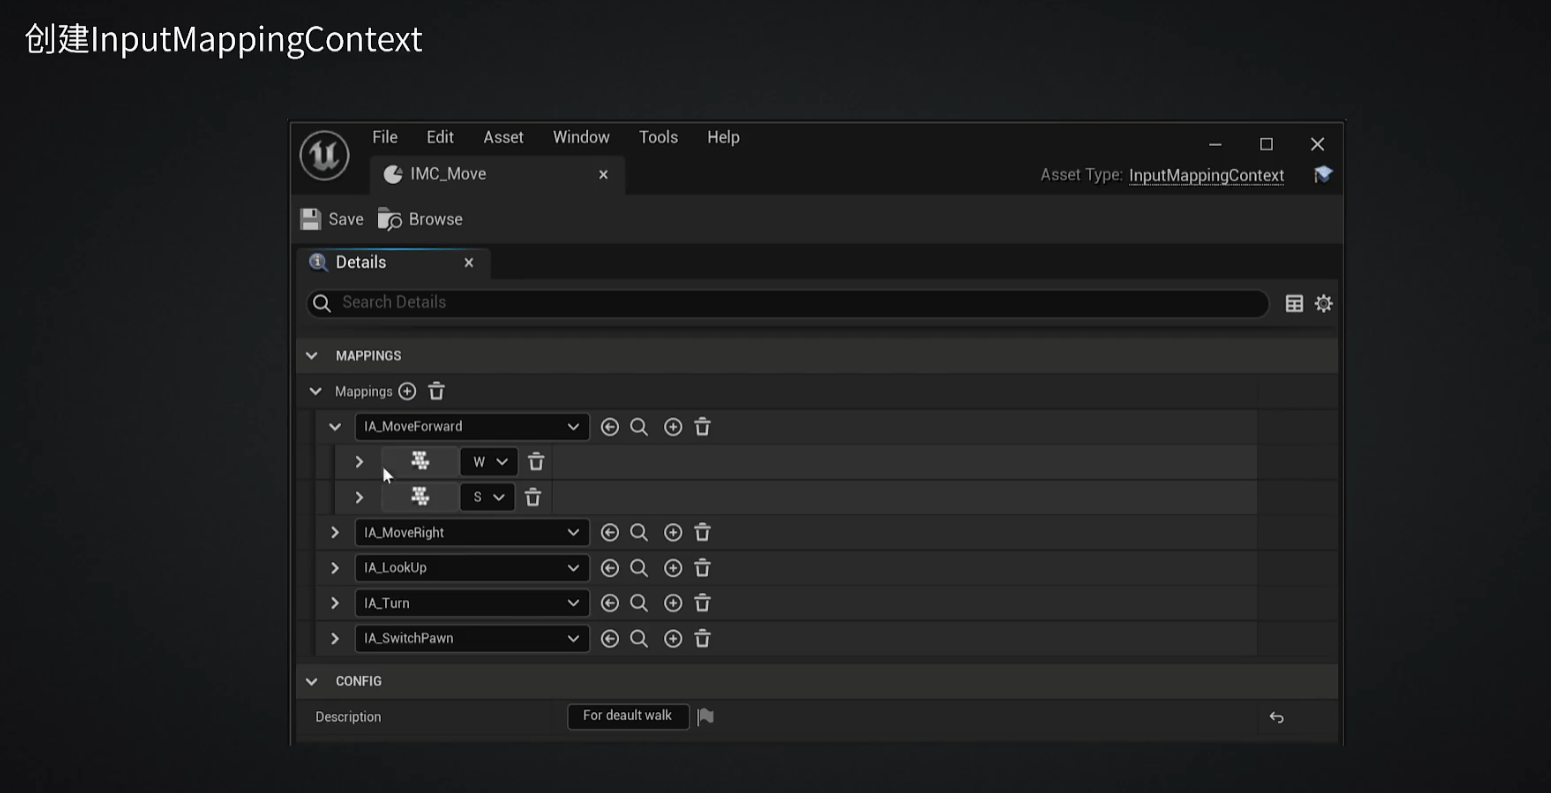 创建InputMappingContext
File Edit Asset Window Tools Help
IMC_Move
Asset Type: InputMappingContext
Save Browse
Details
Search Details
MAPPINGS
Mappings
IA_MoveForward
W
S
IA_MoveRight
IA_LookUp
IA_Turn
IA_SwitchPawn
CONFIG
Description For deault walk